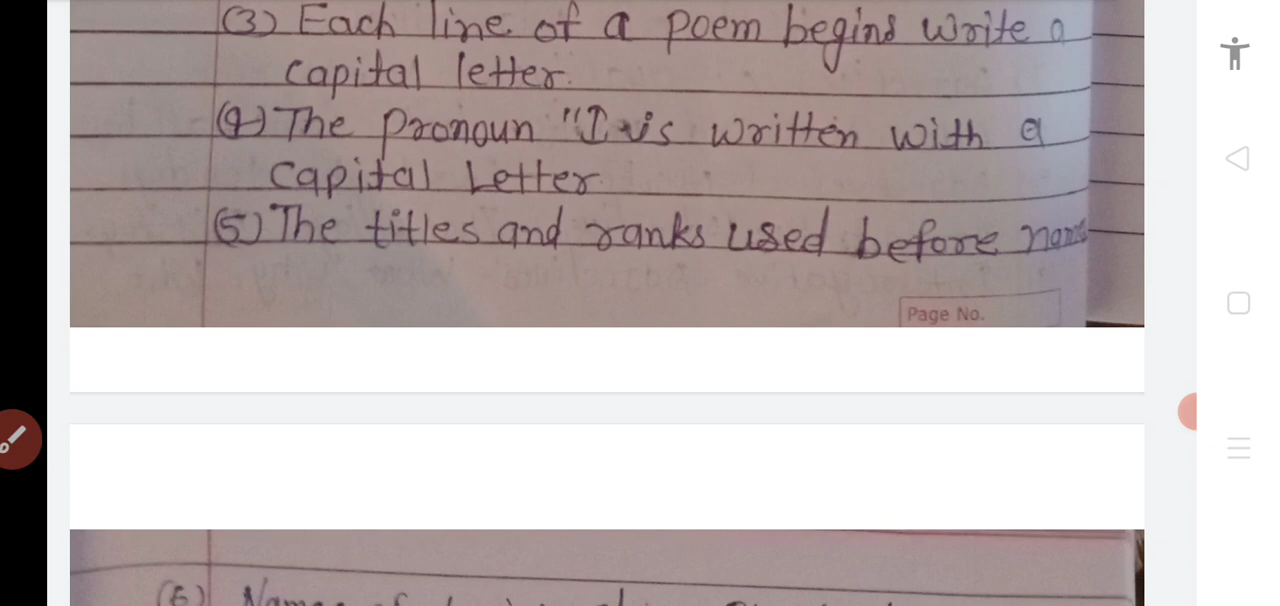 (3) Each line of a poem begins write a
capital letter.
(4) The pronoun "I" is written with a
capital Letter.
(5) The titles and ranks used before
Page No.
(6)